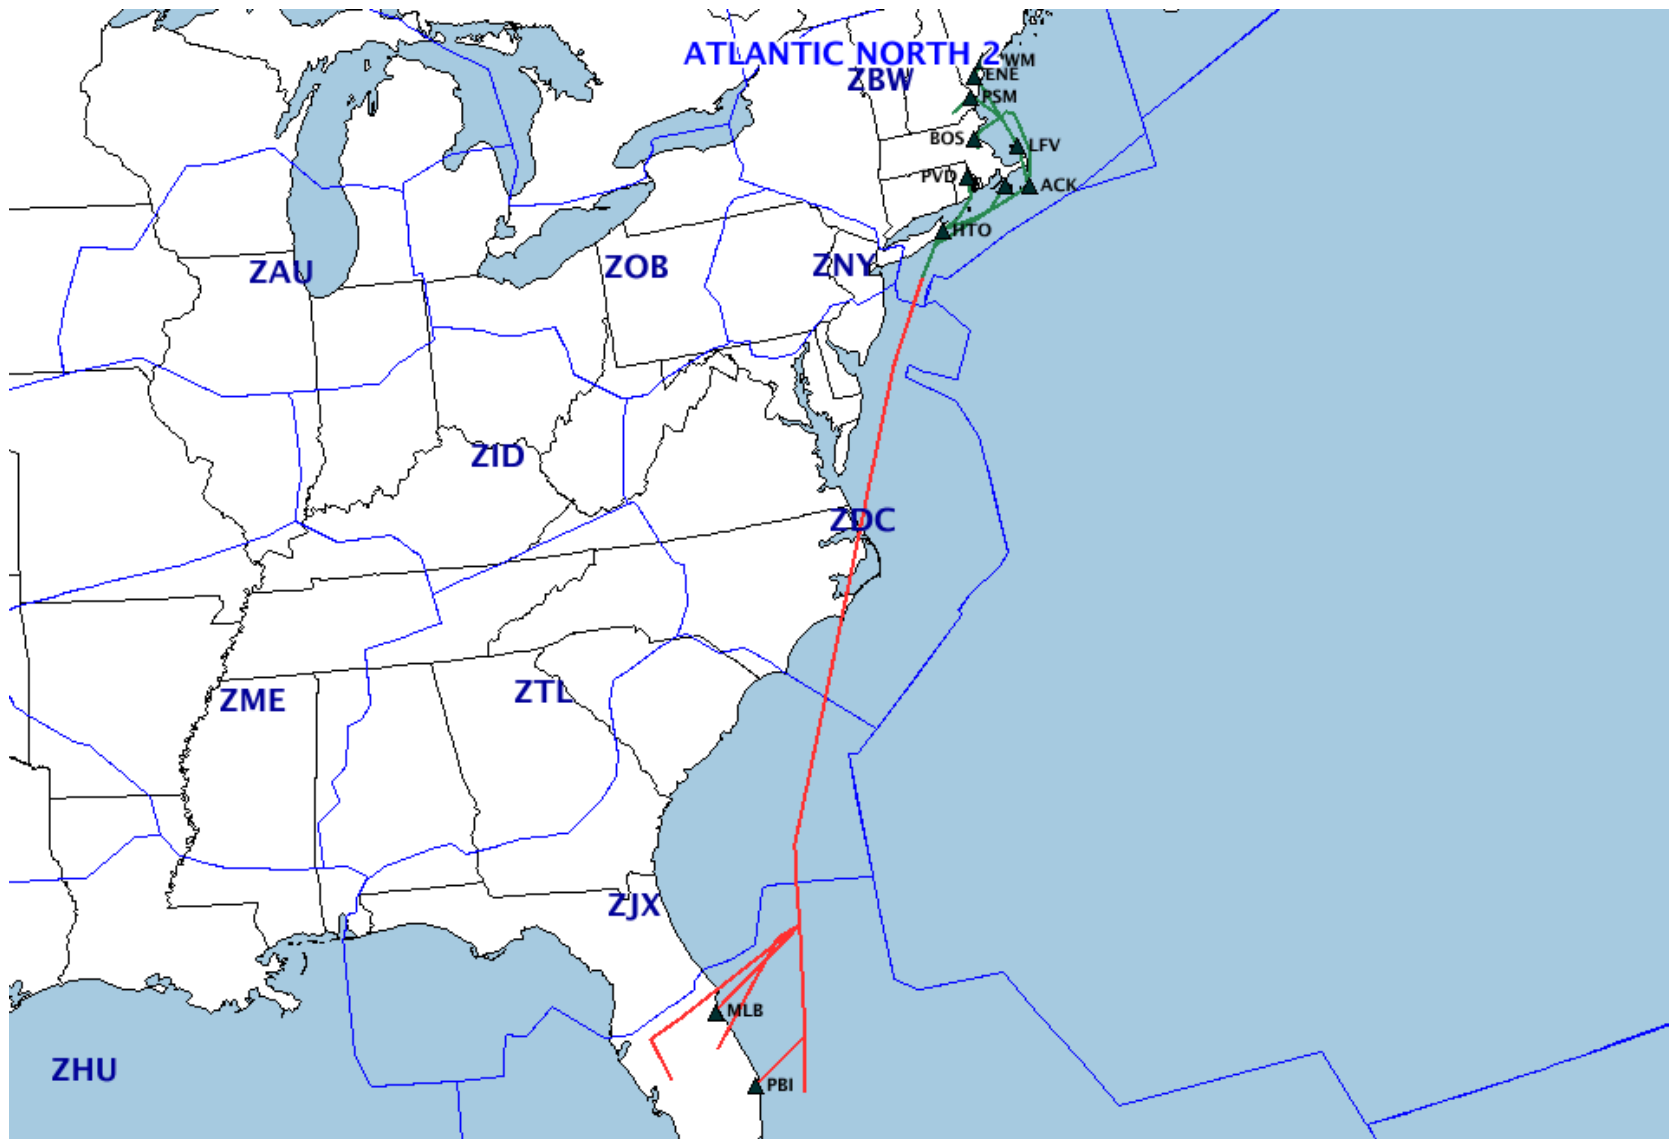 ATLANTIC NORTH 2
WM
ENE
ZBW
PSM
BOS
LFV
PVD
ACK
HTO
ZAU
ZOB
ZNY
ZID
ZDC
ZME
ZTL
ZJX
MLB
ZHU
PBI